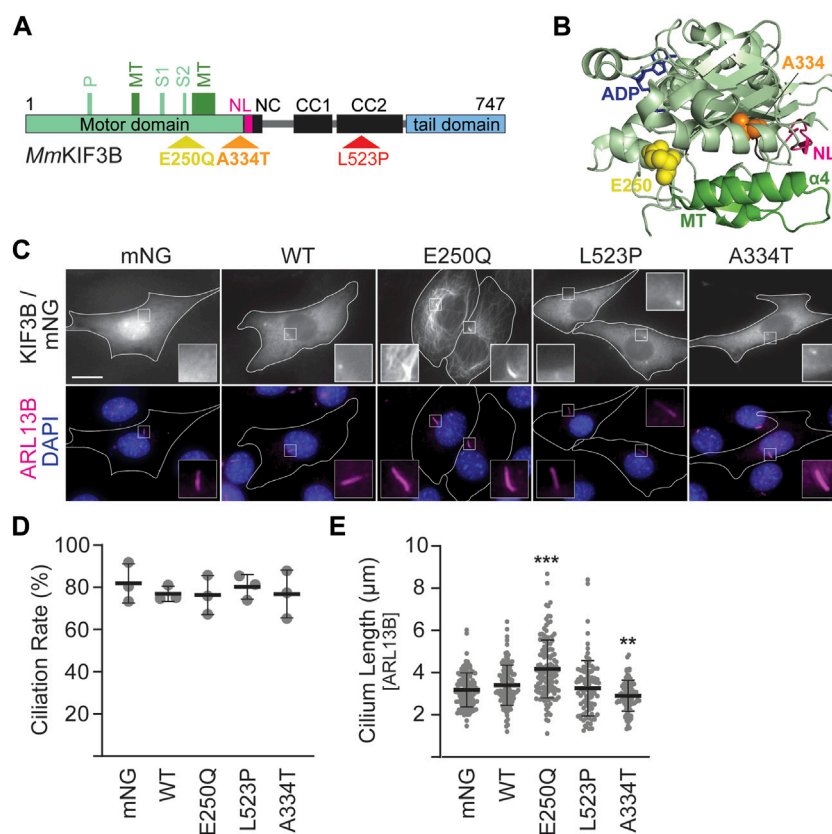 A
P
MT
S1
S2
MT
1
NL
NC
CC1
CC2
747
Motor domain
tail domain
MmKIF3B
E250Q
A334T
L523P
B
A334
ADP
NL
E250
α4
MT
C
mNG
WT
E250Q
L523P
A334T
KIF3B /
mNG
ARL13B
DAPI
D
Ciliation Rate (%)
100
80
60
40
20
mNG
WT
E250Q
L523P
A334T
E
Cilium Length (μm)
[ARL13B]
10
8
6
4
2
***
**
mNG
WT
E250Q
L523P
A334T